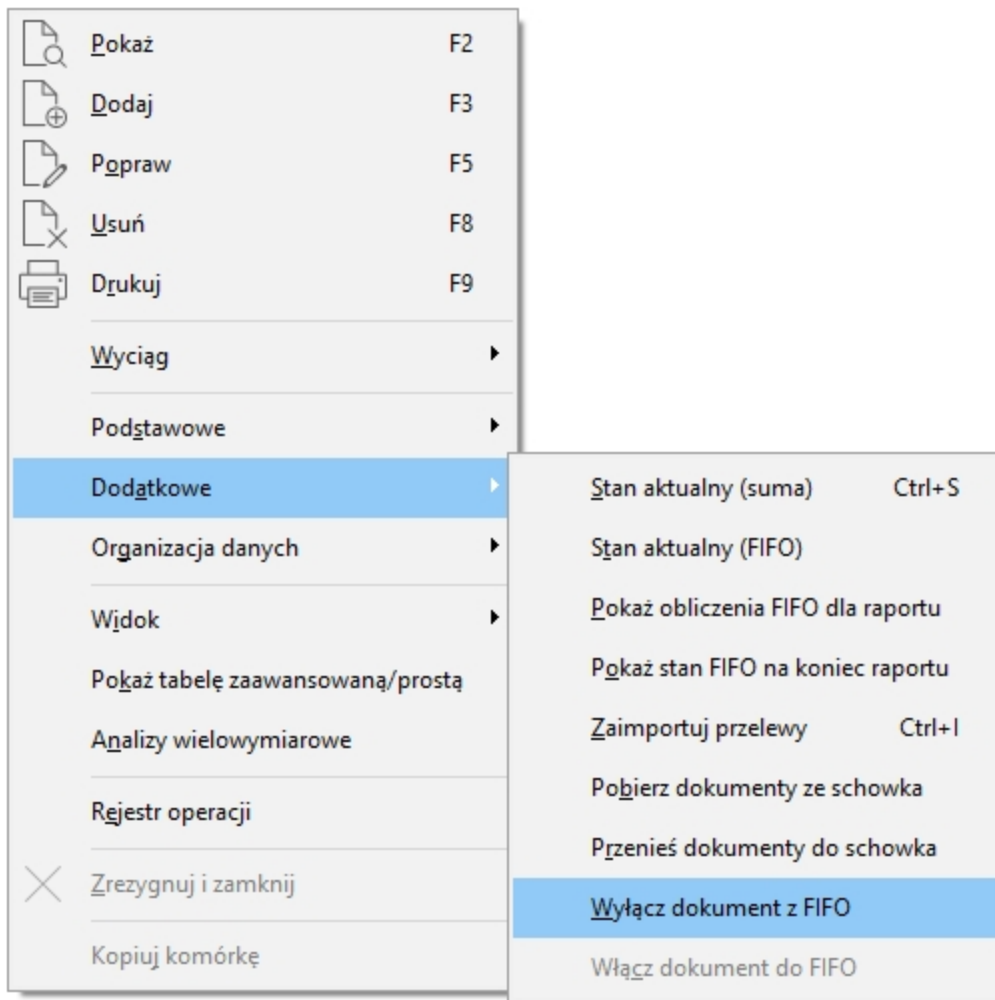 Pokaż F2
Dodaj F3
Popraw F5
Usuń F8
Drukuj F9
Wyciąg
Podstawowe
Dodatkowe
Organizacja danych
Widok
Pokaż tabelę zaawansowaną/prostą
Analizy wielowymiarowe
Rejestr operacji
Zrezygnuj i zamknij
Kopiuj komórkę
Stan aktualny (suma) Ctrl+S
Stan aktualny (FIFO)
Pokaż obliczenia FIFO dla raportu
Pokaż stan FIFO na koniec raportu
Zaimportuj przelewy Ctrl+I
Pobierz dokumenty ze schowka
Przenieś dokumenty do schowka
Wyłącz dokument z FIFO
Włącz dokument do FIFO